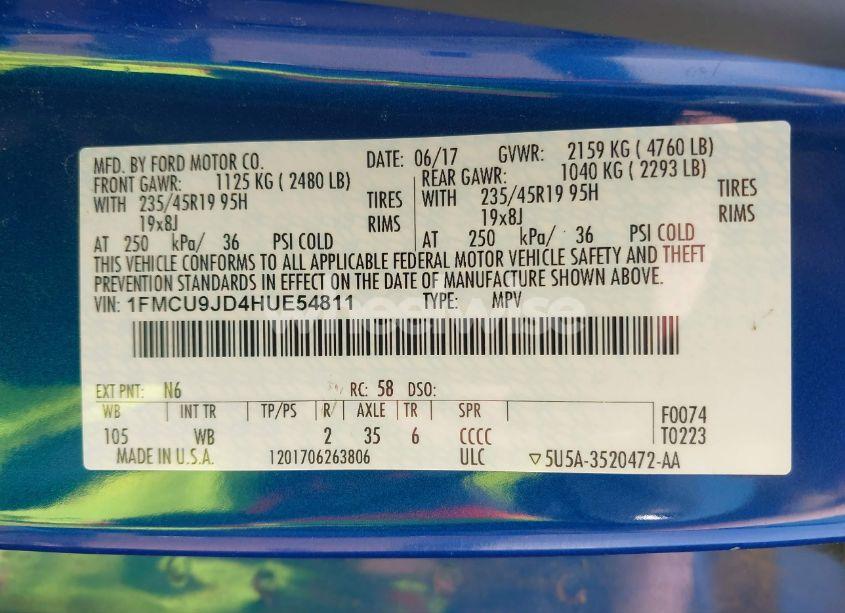 MFD. BY FORD MOTOR CO. DATE: 06/17 GVWR: 2159 KG ( 4760 LB)
FRONT GAWR: 1125 KG ( 2480 LB) REAR GAWR: 1040 KG ( 2293 LB)
WITH 235/45R19 95H TIRES WITH 235/45R19 95H TIRES
19x8J RIMS 19x8J RIMS
AT 250 kPa/ 36 PSI COLD AT 250 kPa/ 36 PSI COLD
THIS VEHICLE CONFORMS TO ALL APPLICABLE FEDERAL MOTOR VEHICLE SAFETY AND THEFT
PREVENTION STANDARDS IN EFFECT ON THE DATE OF MANUFACTURE SHOWN ABOVE.
VIN: 1FMCU9JD4HUE54811 TYPE: MPV
wheelwise
EXT PNT: N6 RC: 58 DSO:
WB INT TR TP/PS R/ AXLE TR SPR F0074
105 WB 2 35 6 CCCC T0223
MADE IN U.S.A. 1201706263806 ULC ▽5U5A-3520472-AA